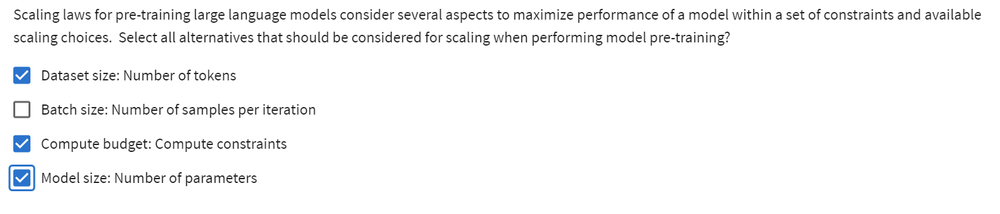 Scaling laws for pre-training large language models consider several aspects to maximize performance of a model within a set of constraints and available
scaling choices.  Select all alternatives that should be considered for scaling when performing model pre-training?
Dataset size: Number of tokens
Batch size: Number of samples per iteration
Compute budget: Compute constraints
Model size: Number of parameters